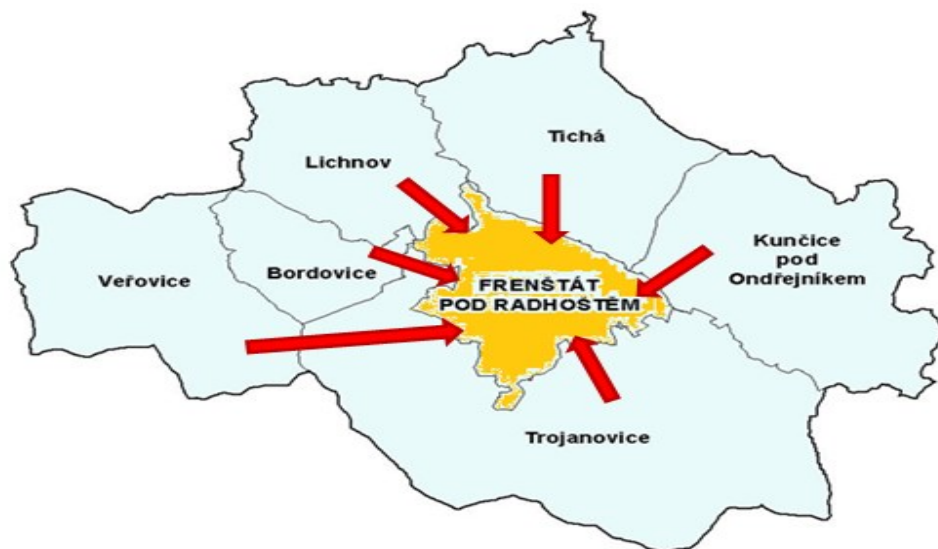 Tichá
Lichnov
Kunčice
pod
Ondřejníkem
Veřovice
Bordovice
FRENŠTÁT
POD RADHOŠTĚM
Trojanovice